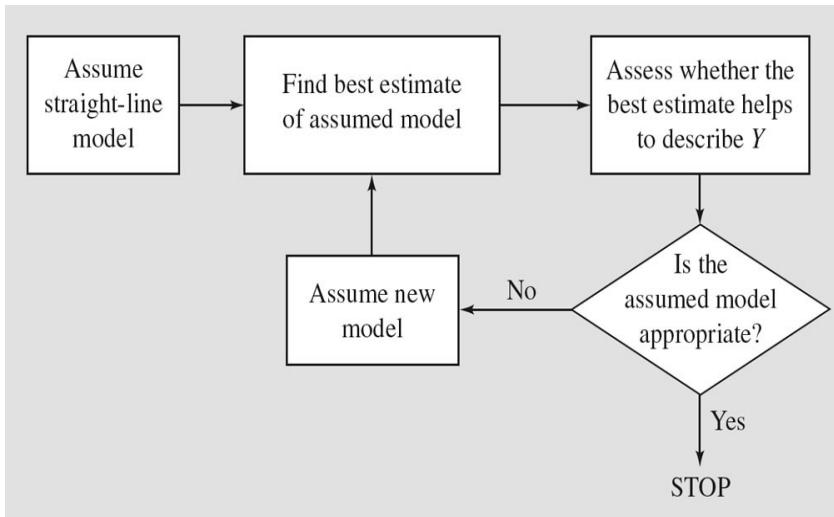 Assume
straight-line
model
Find best estimate
of assumed model
Assess whether the
best estimate helps
to describe Y
Is the
assumed model
appropriate?
No
Assume new
model
Yes
STOP